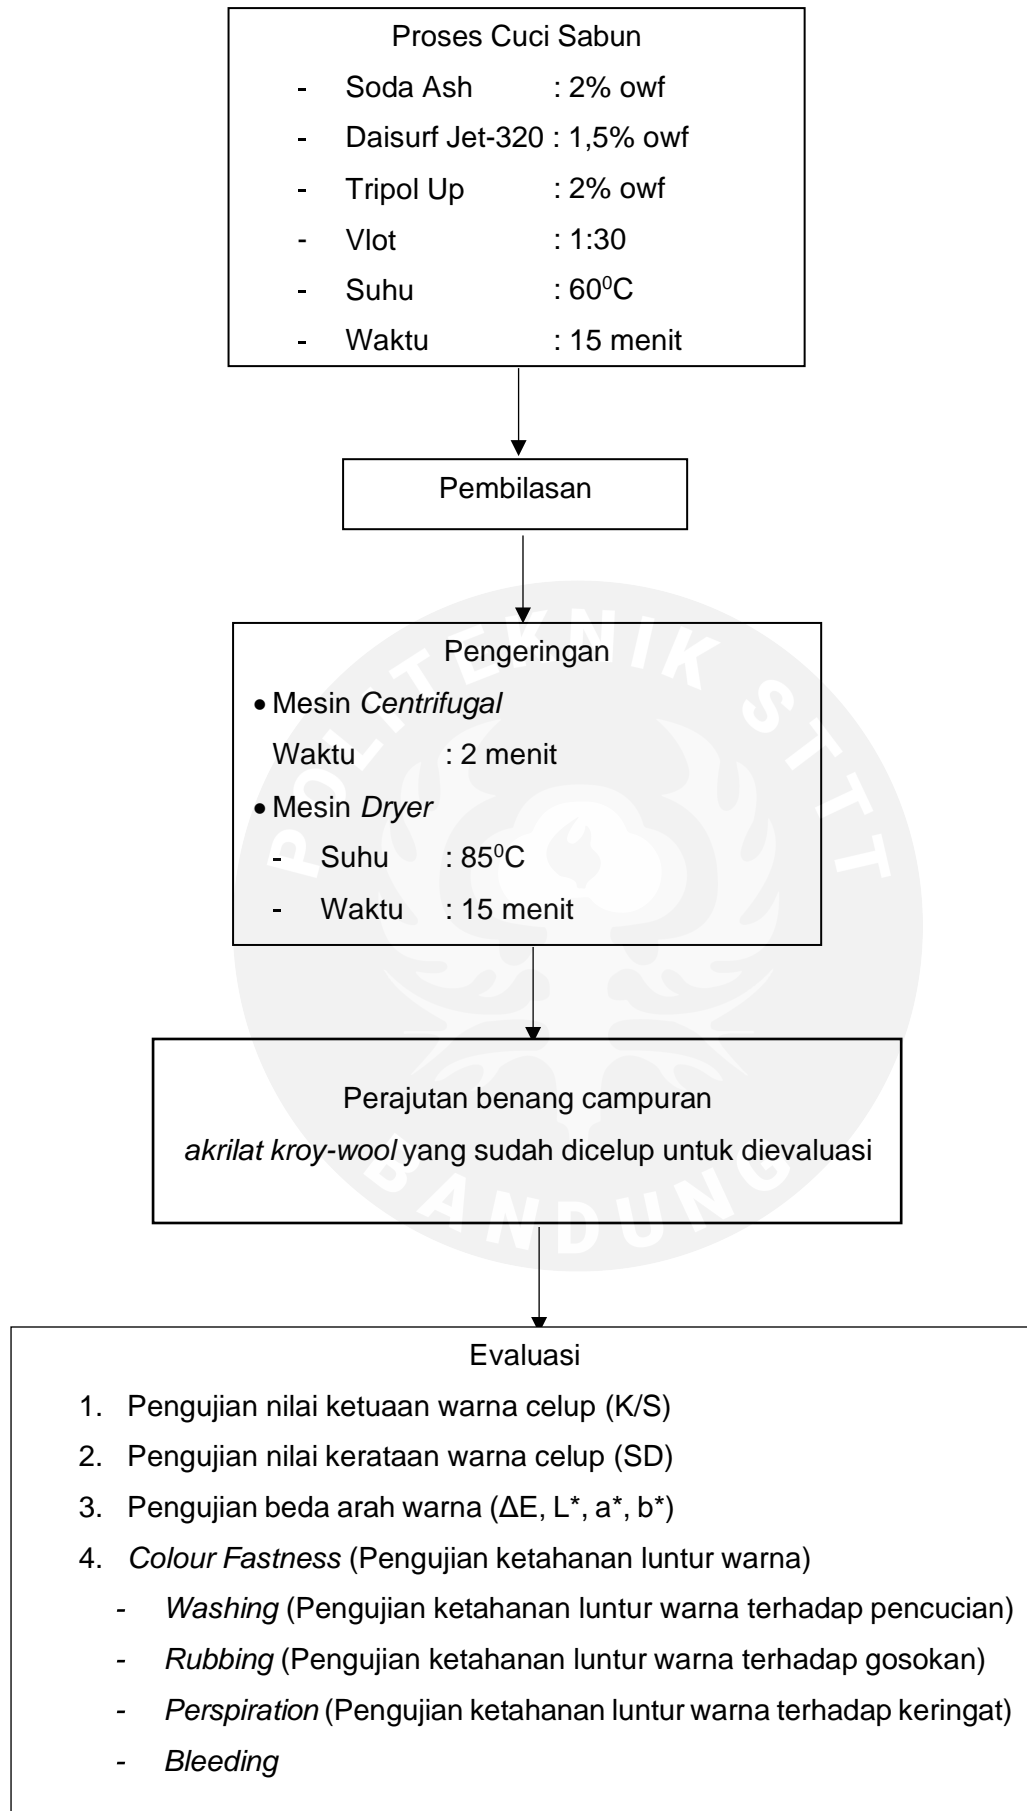 Proses Cuci Sabun
- Soda Ash : 2% owf
- Daisurf Jet-320 : 1,5% owf
- Tripol Up : 2% owf
- Vlot : 1:30
- Suhu : 60⁰C
- Waktu : 15 menit
Pembilasan
Pengeringan
• Mesin Centrifugal
Waktu : 2 menit
• Mesin Dryer
- Suhu : 85⁰C
- Waktu : 15 menit
Perajutan benang campuran
akrilat kroy-wool yang sudah dicelup untuk dievaluasi
Evaluasi
1. Pengujian nilai ketuaan warna celup (K/S)
2. Pengujian nilai kerataan warna celup (SD)
3. Pengujian beda arah warna (ΔE, L*, a*, b*)
4. Colour Fastness (Pengujian ketahanan luntur warna)
- Washing (Pengujian ketahanan luntur warna terhadap pencucian)
- Rubbing (Pengujian ketahanan luntur warna terhadap gosokan)
- Perspiration (Pengujian ketahanan luntur warna terhadap keringat)
- Bleeding
POLITEKNIK STTT
BANDUNG